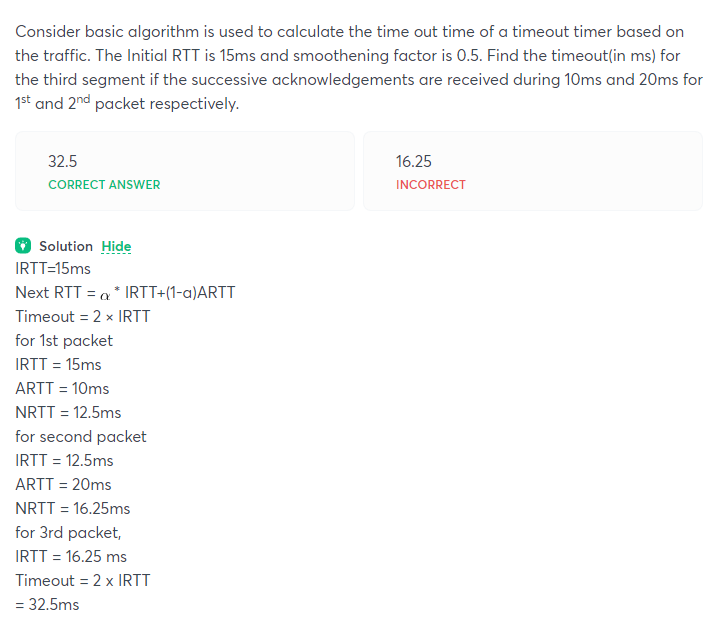 Consider basic algorithm is used to calculate the time out time of a timeout timer based on
the traffic. The Initial RTT is 15ms and smoothening factor is 0.5. Find the timeout(in ms) for
the third segment if the successive acknowledgements are received during 10ms and 20ms for
1st and 2nd packet respectively.
32.5
CORRECT ANSWER
16.25
INCORRECT
Solution Hide
IRTT=15ms
Next RTT = α * IRTT+(1-a)ARTT
Timeout = 2 × IRTT
for 1st packet
IRTT = 15ms
ARTT = 10ms
NRTT = 12.5ms
for second packet
IRTT = 12.5ms
ARTT = 20ms
NRTT = 16.25ms
for 3rd packet,
IRTT = 16.25 ms
Timeout = 2 x IRTT
= 32.5ms